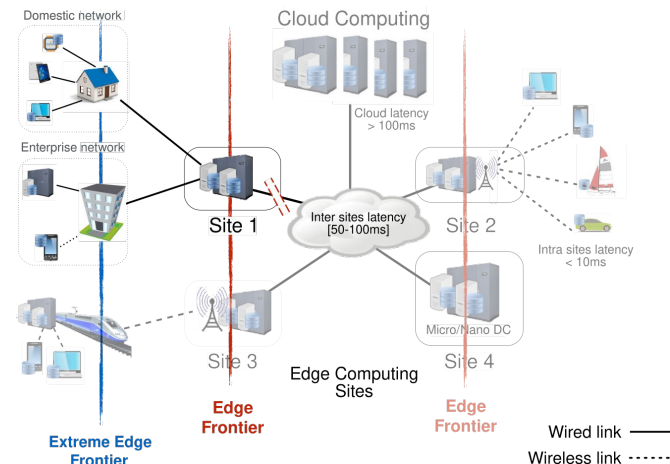 Domestic network
Cloud Computing
Cloud latency
> 100ms
Enterprise network
Site 1
Inter sites latency
[50-100ms]
Site 2
Intra sites latency
< 10ms
Site 3
Micro/Nano DC
Site 4
Edge Computing
Sites
Edge
Frontier
Edge
Frontier
Extreme Edge
Frontier
Wired link
Wireless link